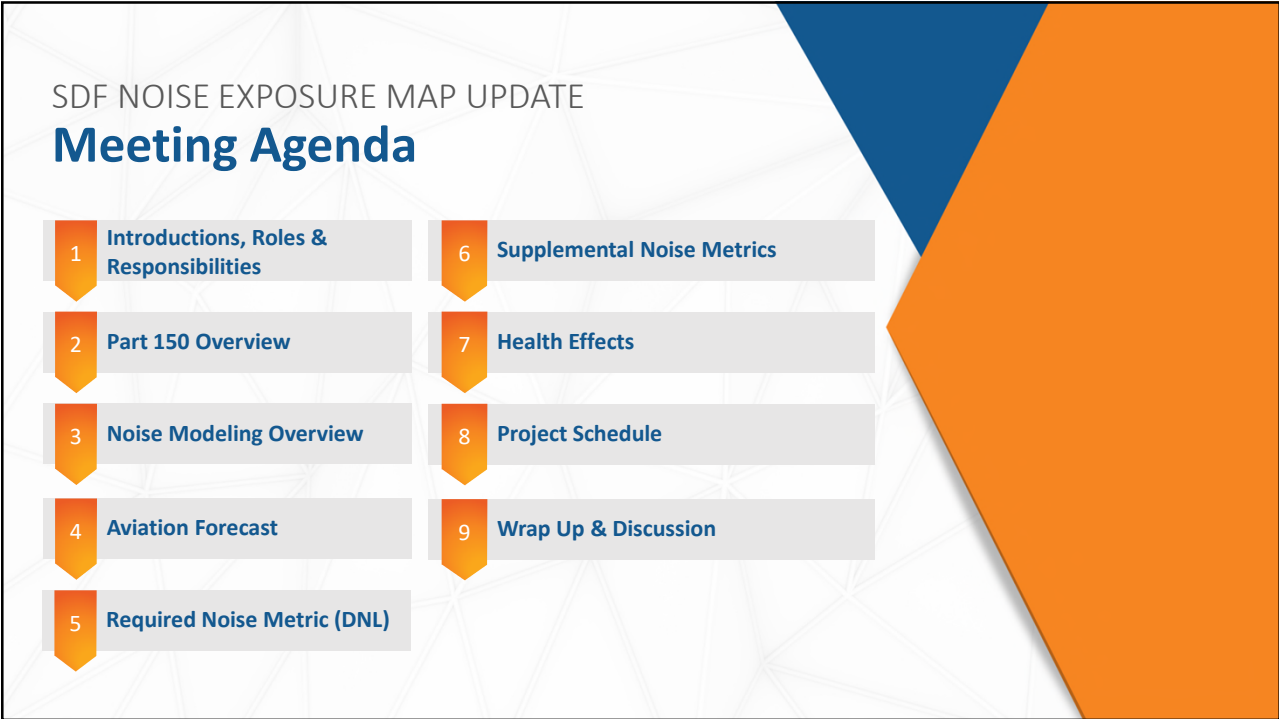 SDF NOISE EXPOSURE MAP UPDATE
Meeting Agenda
1
Introductions, Roles &
Responsibilities
2
Part 150 Overview
3
Noise Modeling Overview
4
Aviation Forecast
5
Required Noise Metric (DNL)
6
Supplemental Noise Metrics
7
Health Effects
8
Project Schedule
9
Wrap Up & Discussion